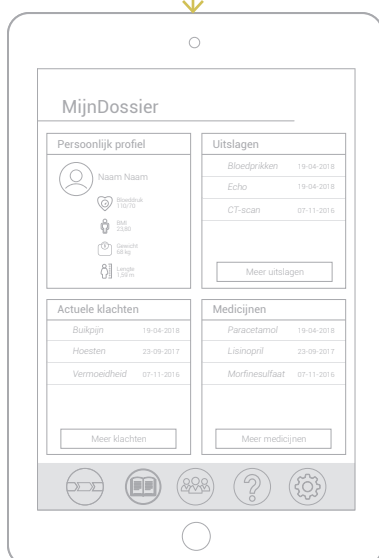 MijnDossier
Persoonlijk profiel
Naam Naam
Bloeddruk
110/70
BMI
23,80
Gewicht
68 kg
Lengte
1,69 m
Uitslagen
Bloedprikken 19-04-2018
Echo 19-04-2018
CT-scan 07-11-2016
Meer uitslagen
Actuele klachten
Buikpijn 19-04-2018
Hoesten 23-09-2017
Vermoeidheid 07-11-2016
Meer klachten
Medicijnen
Paracetamol 19-04-2018
Lisinopril 23-09-2017
Morfinesulfaat 07-11-2016
Meer medicijnen